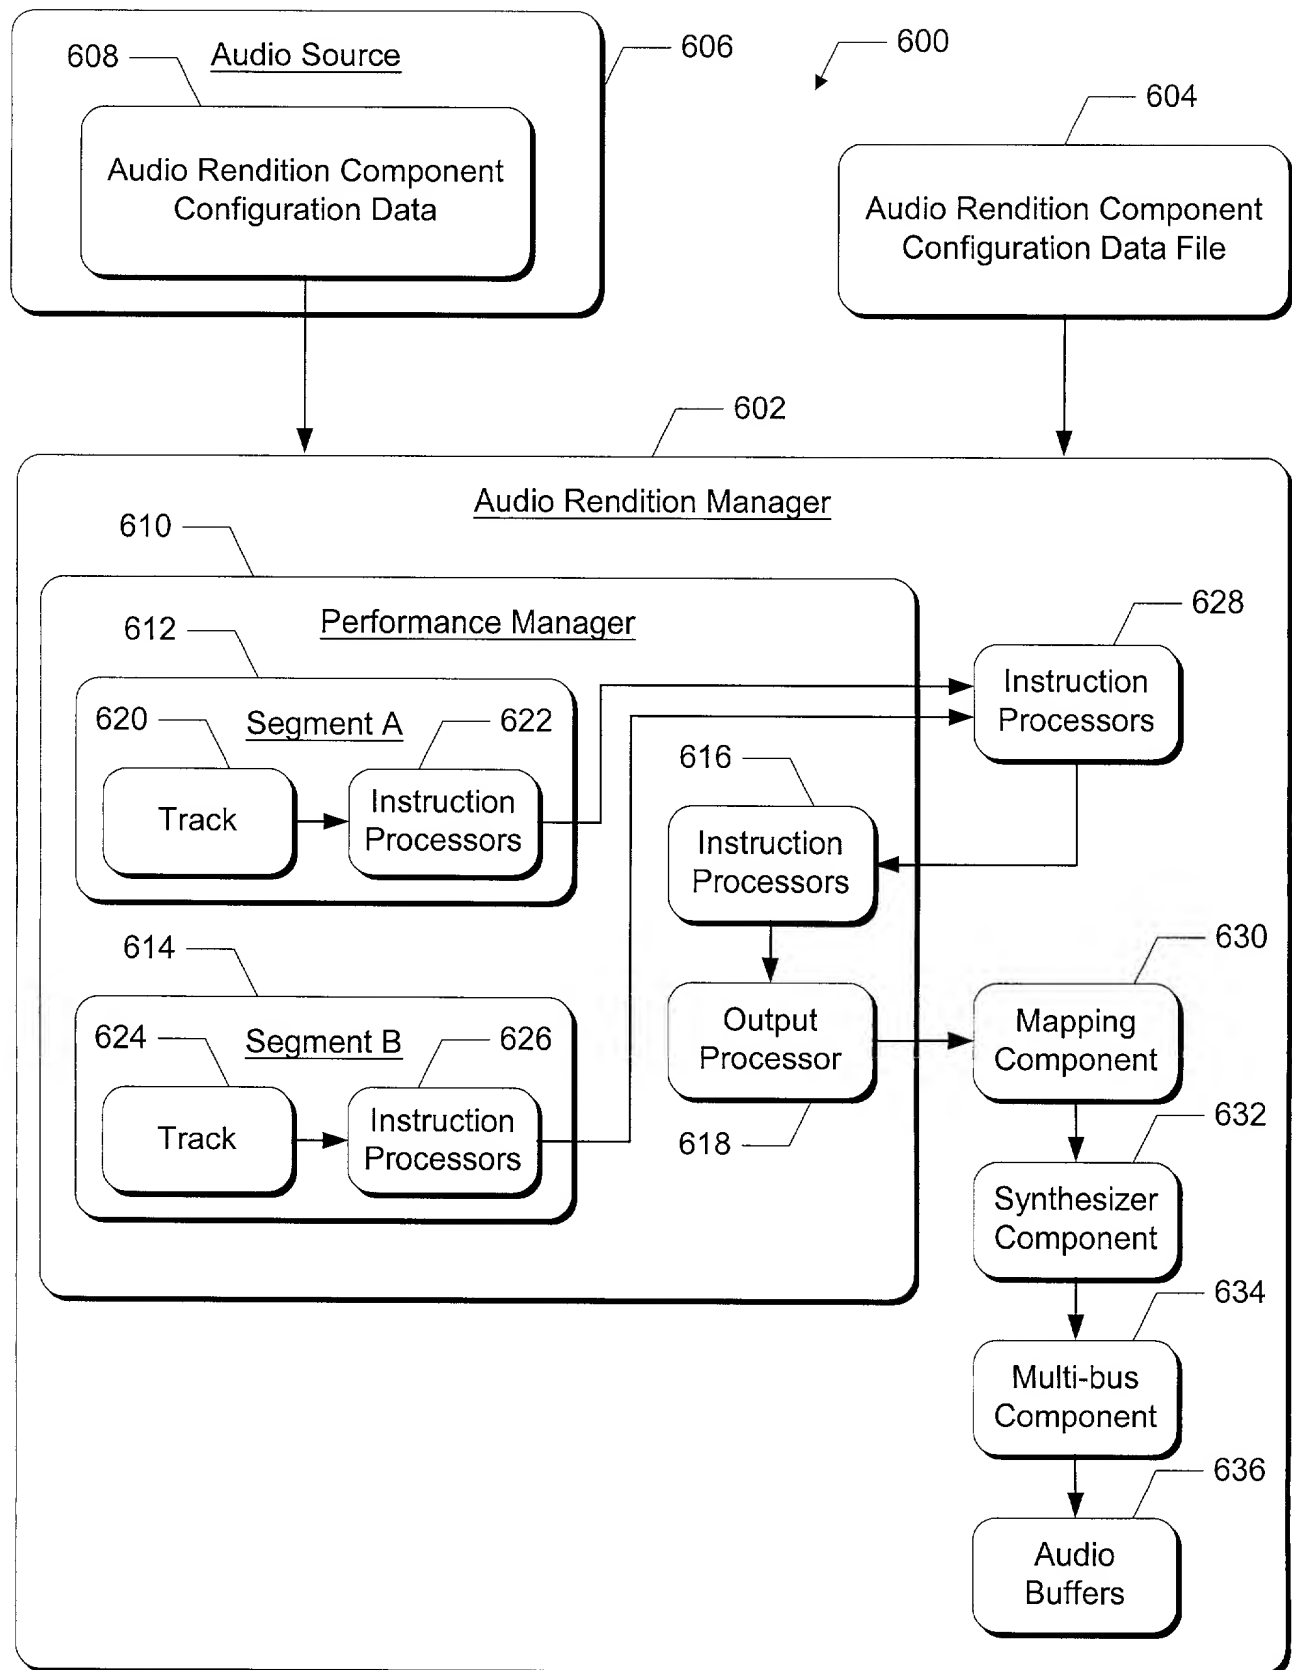 600
608
Audio Source
606
604
Audio Rendition Component
Configuration Data
Audio Rendition Component
Configuration Data File
602
Audio Rendition Manager
610
Performance Manager
612
Segment A
620
622
Track
Instruction
Processors
628
Instruction
Processors
616
Instruction
Processors
614
Segment B
624
626
Track
Instruction
Processors
Output
Processor
618
630
Mapping
Component
632
Synthesizer
Component
634
Multi-bus
Component
636
Audio
Buffers